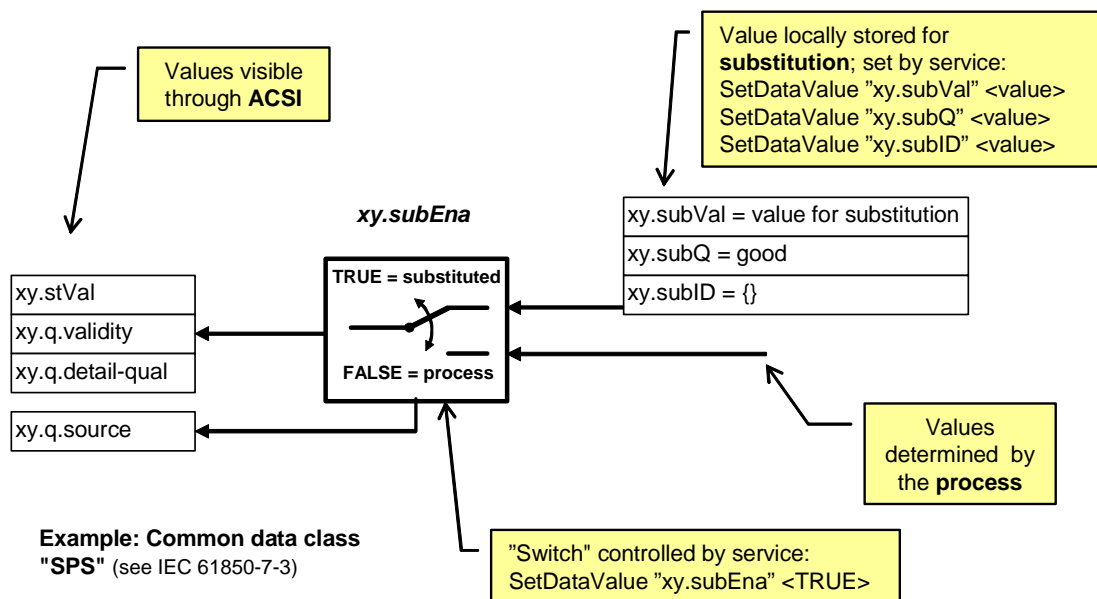 Values visible
through ACSI
Value locally stored for
substitution; set by service:
SetDataValue ”xy.subVal” <value>
SetDataValue ”xy.subQ” <value>
SetDataValue ”xy.subID” <value>
xy.subEna
xy.subVal = value for substitution
xy.subQ = good
xy.subID = {}
TRUE = substituted
FALSE = process
xy.stVal
xy.q.validity
xy.q.detail-qual
xy.q.source
Values
determined by
the process
Example: Common data class
"SPS" (see IEC 61850-7-3)
”Switch" controlled by service:
SetDataValue ”xy.subEna” <TRUE>